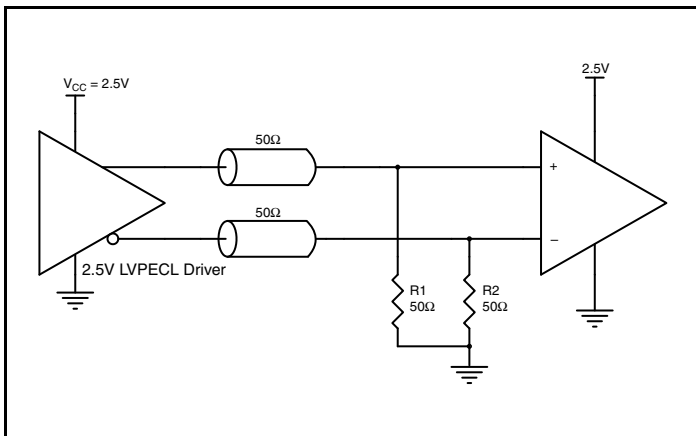 V_CC = 2.5V
2.5V
50Ω
+
50Ω
–
2.5V LVPECL Driver
R1
50Ω
R2
50Ω